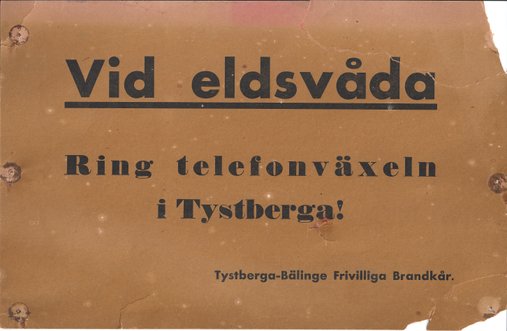 Vid eldsvåda
Ring telefonväxeln
i Tystberga!
Tystberga-Bälinge Frivilliga Brandkår.